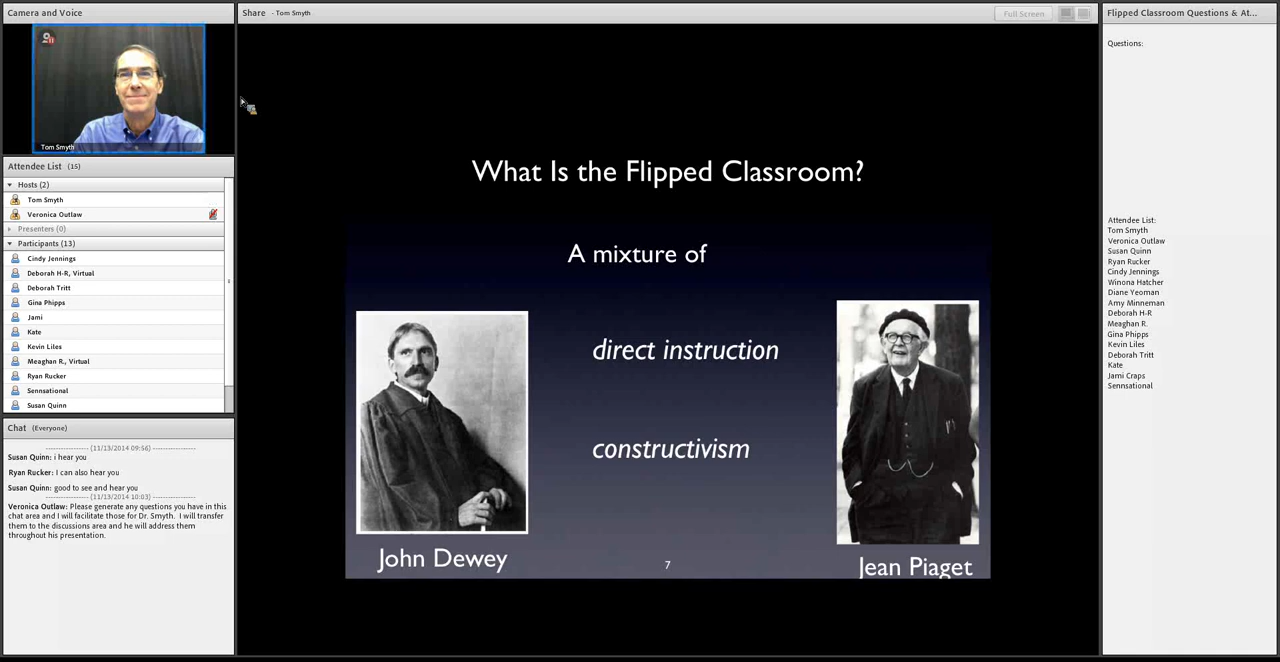 Camera and Voice
Tom Smyth
Attendee List (15)
Hosts (2)
Tom Smyth
Veronica Outlaw
Presenters (0)
Participants (13)
Cindy Jennings
Deborah H-R, Virtual
Deborah Tritt
Gina Phipps
Jami
Kate
Kevin Liles
Meaghan R., Virtual
Ryan Rucker
Sennsational
Susan Quinn
Chat (Everyone)
----------------- (11/13/2014 09:56) ---------------
Susan Quinn: i hear you
Ryan Rucker: I can also hear you
Susan Quinn: good to see and hear you
----------------- (11/13/2014 10:03) ---------------
Veronica Outlaw: Please generate any questions you have in this
chat area and I will facilitate those for Dr. Smyth. I will transfer
them to the discussions area and he will address them
throughout his presentation.
Share - Tom Smyth
Full Screen
What Is the Flipped Classroom?
A mixture of
direct instruction
constructivism
John Dewey
7
Jean Piaget
Flipped Classroom Questions & At...
Questions:
Attendee List:
Tom Smyth
Veronica Outlaw
Susan Quinn
Ryan Rucker
Cindy Jennings
Winona Hatcher
Diane Yeoman
Amy Minneman
Deborah H-R
Meaghan R.
Gina Phipps
Kevin Liles
Deborah Tritt
Kate
Jami Craps
Sennsational